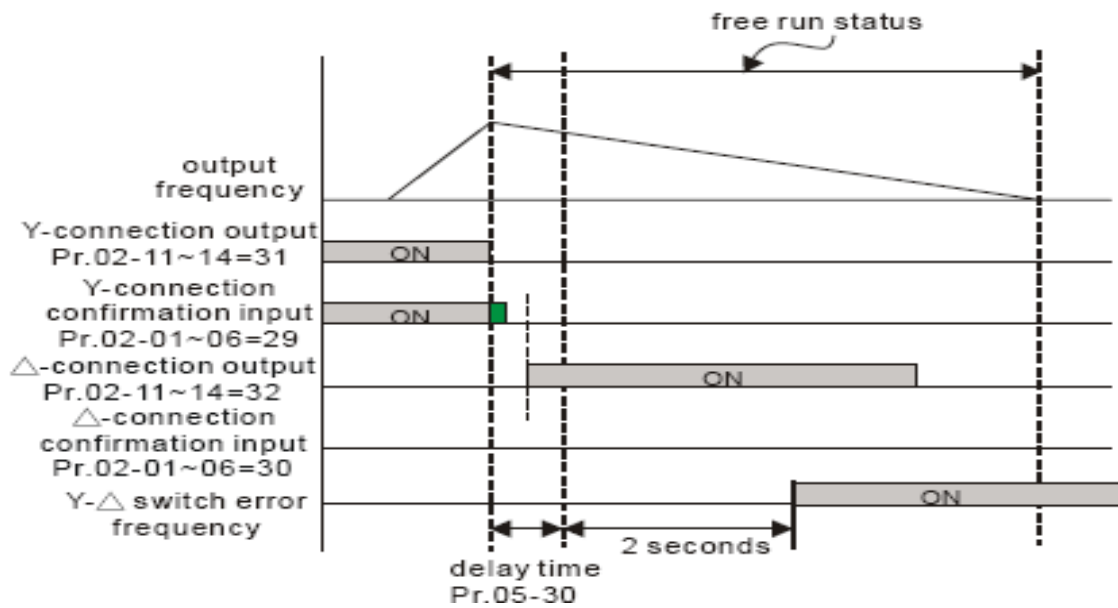 free run status
output
frequency
Y-connection output
Pr.02-11~14=31
ON
Y-connection
confirmation input
Pr.02-01~06=29
ON
△-connection output
Pr.02-11~14=32
ON
△-connection
confirmation input
Pr.02-01~06=30
Y-△ switch error
frequency
ON
2 seconds
delay time
Pr.05-30